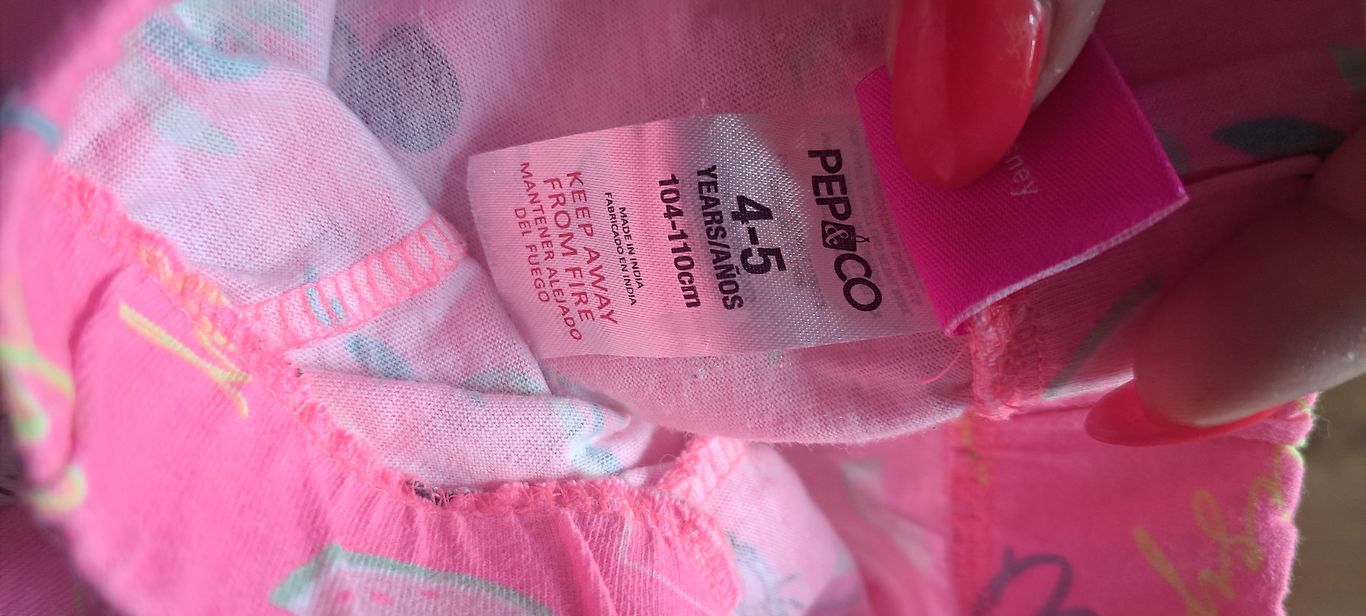 PEP&CO
4-5
YEARS/AÑOS
104-110cm
MADE IN INDIA
FABRICADO EN INDIA
KEEP AWAY
FROM FIRE
MANTENER ALEJADO
DEL FUEGO